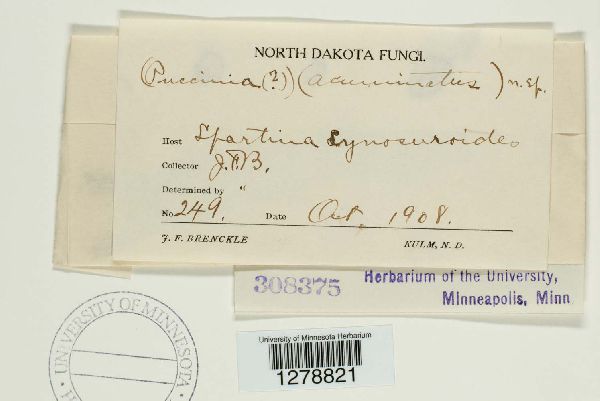 NORTH DAKOTA FUNGI.
Puccinia (?) (acuminatus) n. sp.
Host Spartina cynosuroides
Collector J.F.B.
Determined by "
No. 249. Date Oct. 1908.
J. F. BRENCKLE KULM, N. D.
308375 Herbarium of the University,
Minneapolis, Minn
UNIVERSITY OF MINNESOTA
University of Minnesota Herbarium
1278821